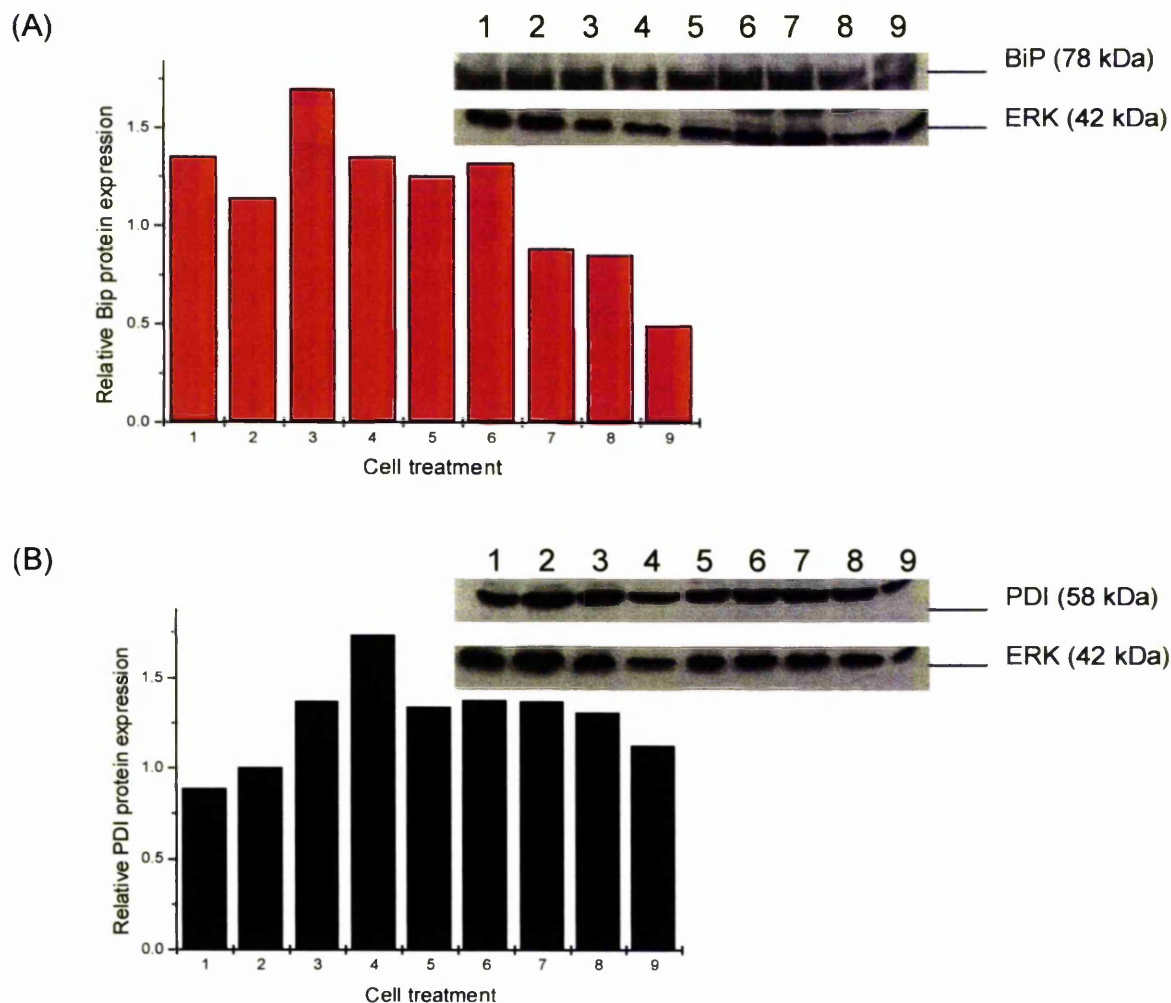 (A)
1 2 3 4 5 6 7 8 9
BiP (78 kDa)
ERK (42 kDa)
Relative Bip protein expression
1.5
1.0
0.5
0.0
1 2 3 4 5 6 7 8 9
Cell treatment
(B)
1 2 3 4 5 6 7 8 9
PDI (58 kDa)
ERK (42 kDa)
Relative PDI protein expression
1.5
1.0
0.5
0.0
1 2 3 4 5 6 7 8 9
Cell treatment